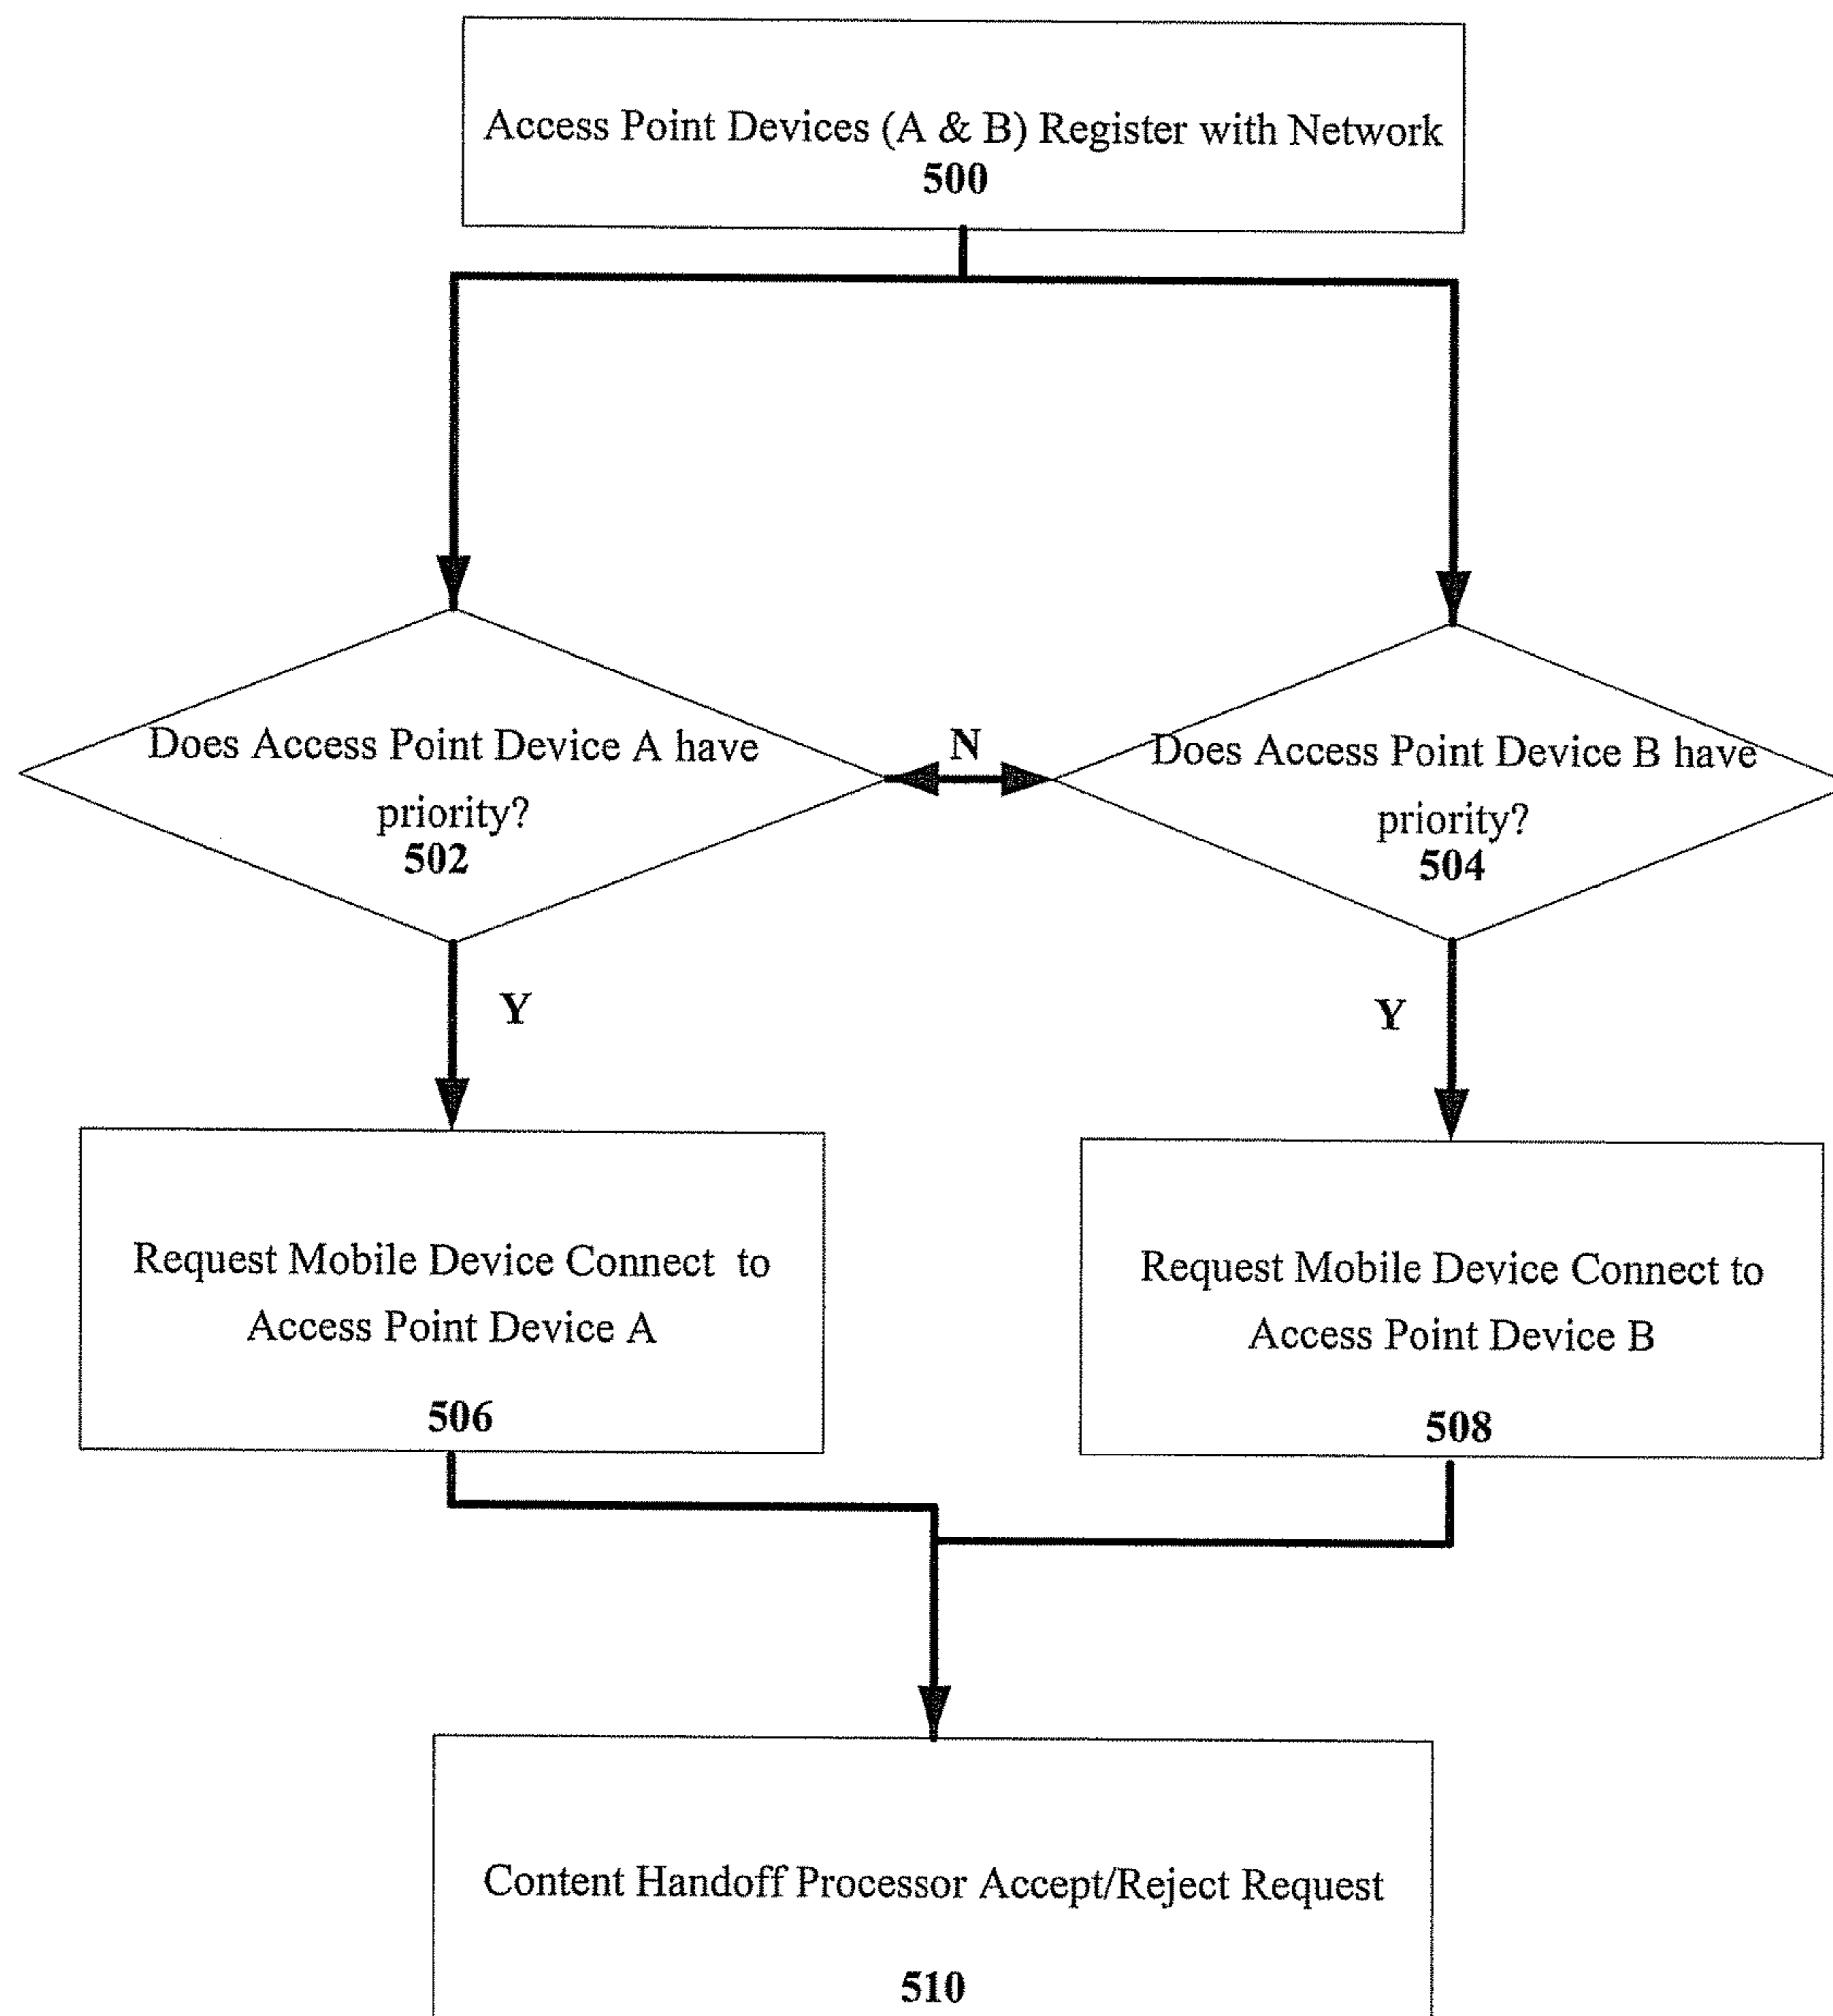 Access Point Devices (A & B) Register with Network
500
Does Access Point Device A have
priority?
502
N
Does Access Point Device B have
priority?
504
Y
Y
Request Mobile Device Connect to
Access Point Device A
506
Request Mobile Device Connect to
Access Point Device B
508
Content Handoff Processor Accept/Reject Request
510